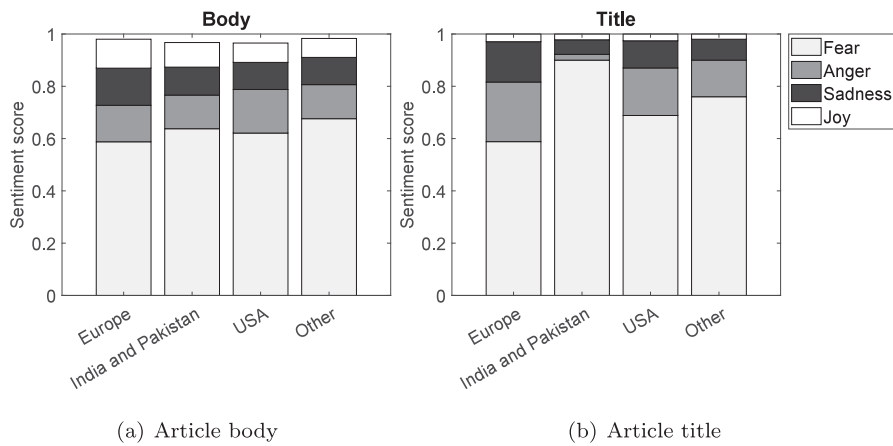 Body
Title
Sentiment score
1
0.8
0.6
0.4
0.2
0
Europe
India and Pakistan
USA
Other
Sentiment score
1
0.8
0.6
0.4
0.2
0
Europe
India and Pakistan
USA
Other
Fear
Anger
Sadness
Joy
(a) Article body
(b) Article title